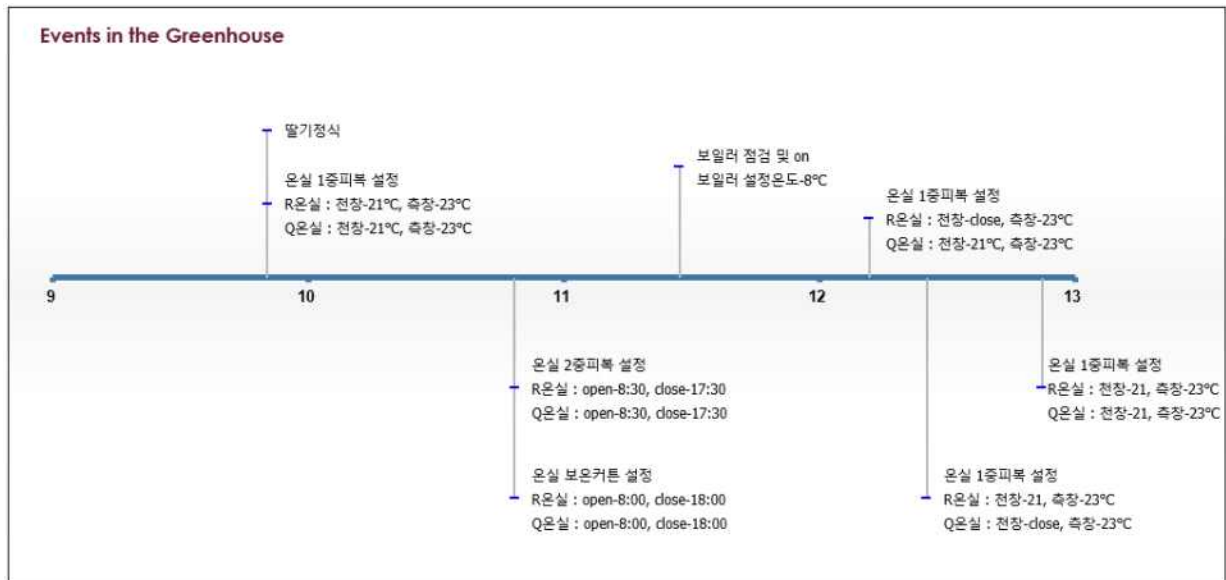 Events in the Greenhouse
딸기정식
온실 1중피복 설정
R온실 : 천창-21℃, 측창-23℃
Q온실 : 천창-21℃, 측창-23℃
보일러 점검 및 on
보일러 설정온도-8℃
온실 1중피복 설정
R온실 : 천창-close, 측창-23℃
Q온실 : 천창-21℃, 측창-23℃
9
10
11
12
13
온실 2중피복 설정
R온실 : open-8:30, close-17:30
Q온실 : open-8:30, close-17:30
온실 보온커튼 설정
R온실 : open-8:00, close-18:00
Q온실 : open-8:00, close-18:00
온실 1중피복 설정
R온실 : 천창-21, 측창-23℃
Q온실 : 천창-21, 측창-23℃
온실 1중피복 설정
R온실 : 천창-21, 측창-23℃
Q온실 : 천창-close, 측창-23℃